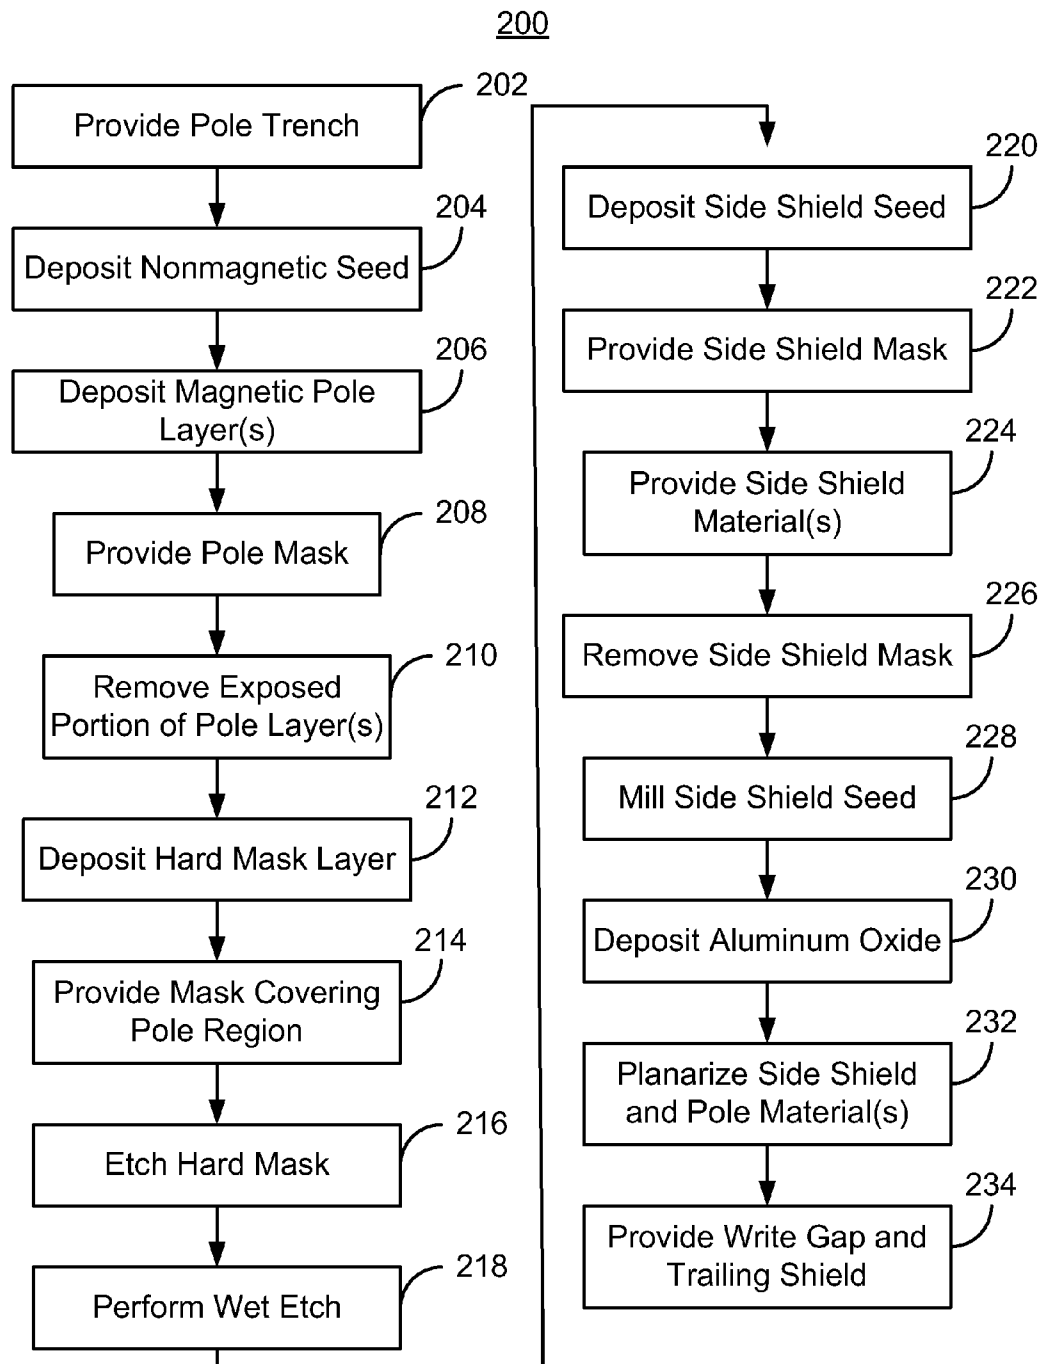 200
Provide Pole Trench
202
Deposit Nonmagnetic Seed
204
Deposit Magnetic Pole
Layer(s)
206
Provide Pole Mask
208
Remove Exposed
Portion of Pole Layer(s)
210
Deposit Hard Mask Layer
212
Provide Mask Covering
Pole Region
214
Etch Hard Mask
216
Perform Wet Etch
218
Deposit Side Shield Seed
220
Provide Side Shield Mask
222
Provide Side Shield
Material(s)
224
Remove Side Shield Mask
226
Mill Side Shield Seed
228
Deposit Aluminum Oxide
230
Planarize Side Shield
and Pole Material(s)
232
Provide Write Gap and
Trailing Shield
234